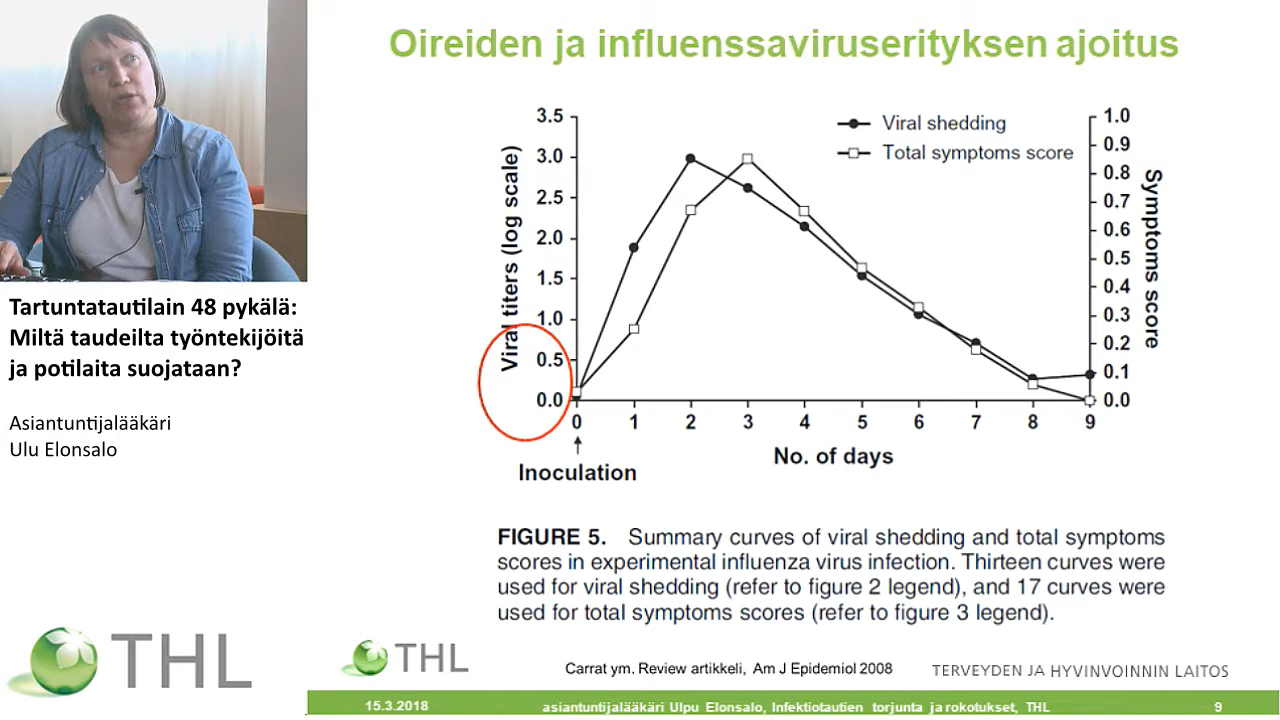 Oireiden ja influenssaviruserityksen ajoitus
Tartuntatautilain 48 pykälä:
Miltä taudeilta työntekijöitä
ja potilaita suojataan?
Asiantuntijalääkäri
Ulu Elonsalo
THL
Viral shedding
Total symptoms score
Viral titers (log scale)
3.5
3.0
2.5
2.0
1.5
1.0
0.5
0.0
Symptoms score
1.0
0.9
0.8
0.7
0.6
0.5
0.4
0.3
0.2
0.1
0.0
0 1 2 3 4 5 6 7 8 9
Inoculation
No. of days
FIGURE 5. Summary curves of viral shedding and total symptoms
scores in experimental influenza virus infection. Thirteen curves were
used for viral shedding (refer to figure 2 legend), and 17 curves were
used for total symptoms scores (refer to figure 3 legend).
THL
Carrat ym. Review artikkeli, Am J Epidemiol 2008
TERVEYDEN JA HYVINVOINNIN LAITOS
15.3.2018
asiantuntijalääkäri Ulpu Elonsalo, Infektiotautien torjunta ja rokotukset, THL
9